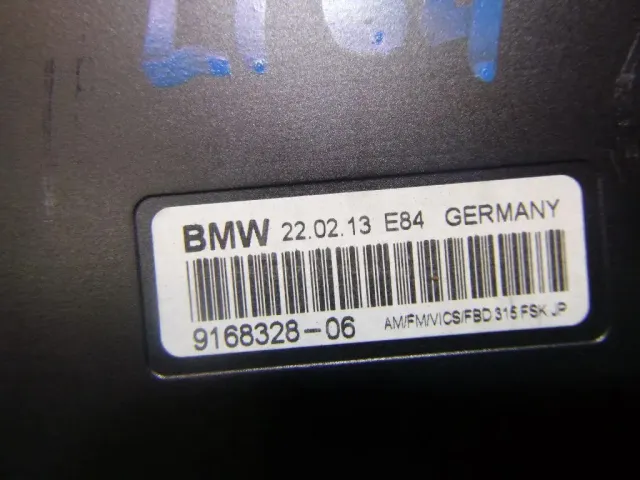 BMW 22.02.13 E84 GERMANY
9168328-06 AM/FM/VICS/FBD 315 FSK JP